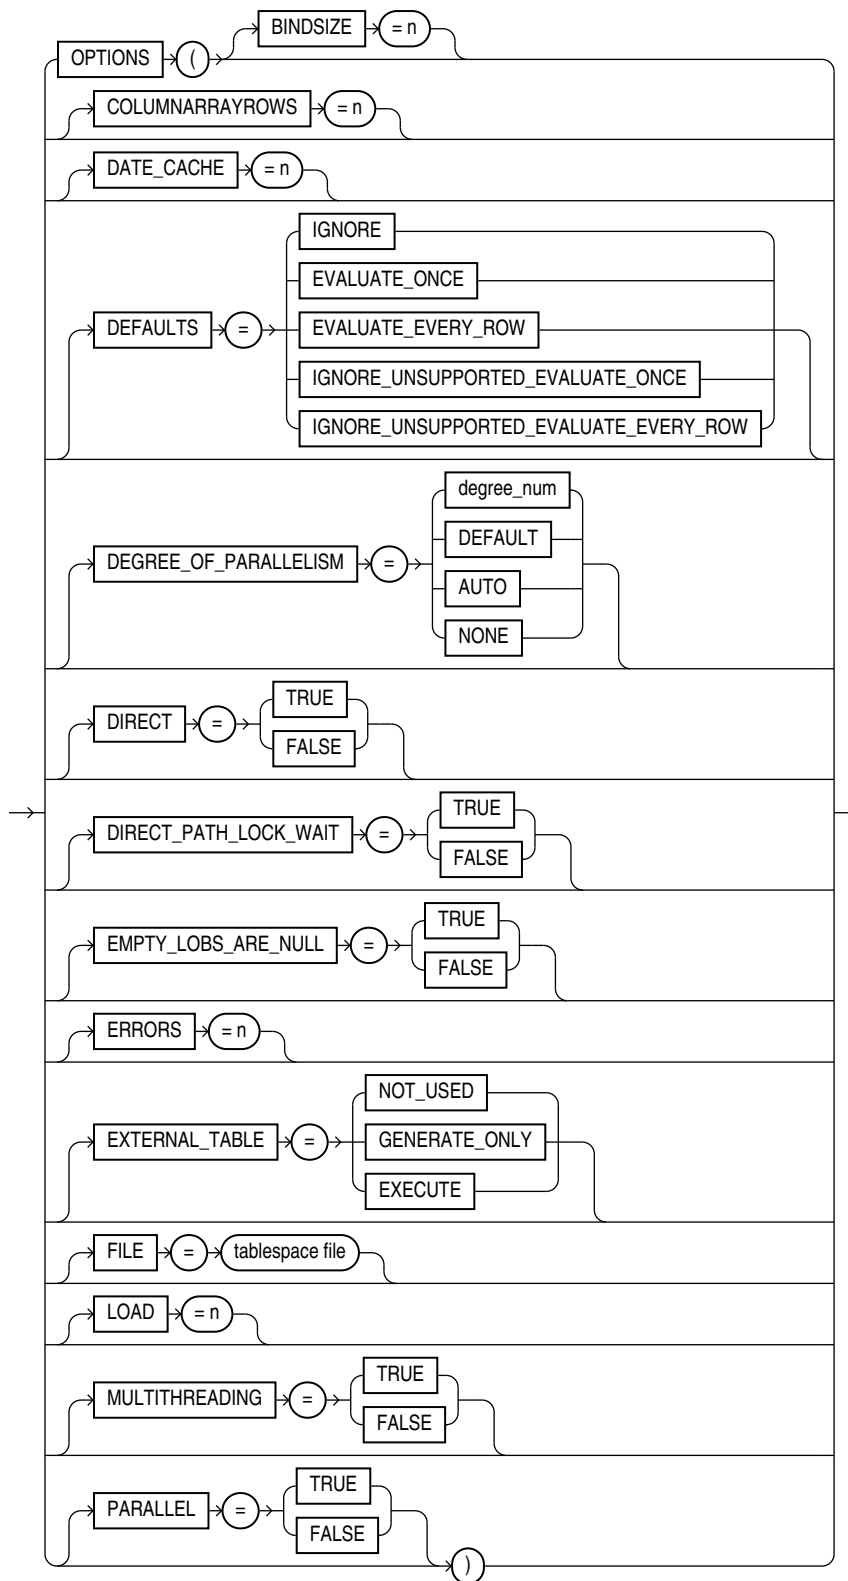 BINDSIZE = n
OPTIONS (
COLUMNARRAYROWS = n
DATE_CACHE = n
IGNORE
EVALUATE_ONCE
DEFAULTS = EVALUATE_EVERY_ROW
IGNORE_UNSUPPORTED_EVALUATE_ONCE
IGNORE_UNSUPPORTED_EVALUATE_EVERY_ROW
degree_num
DEFAULT
DEGREE_OF_PARALLELISM =
AUTO
NONE
TRUE
DIRECT =
FALSE
TRUE
DIRECT_PATH_LOCK_WAIT =
FALSE
TRUE
EMPTY_LOBS_ARE_NULL =
FALSE
ERRORS = n
NOT_USED
EXTERNAL_TABLE = GENERATE_ONLY
EXECUTE
FILE = tablespace file
LOAD = n
TRUE
MULTITHREADING =
FALSE
TRUE
PARALLEL =
FALSE
)